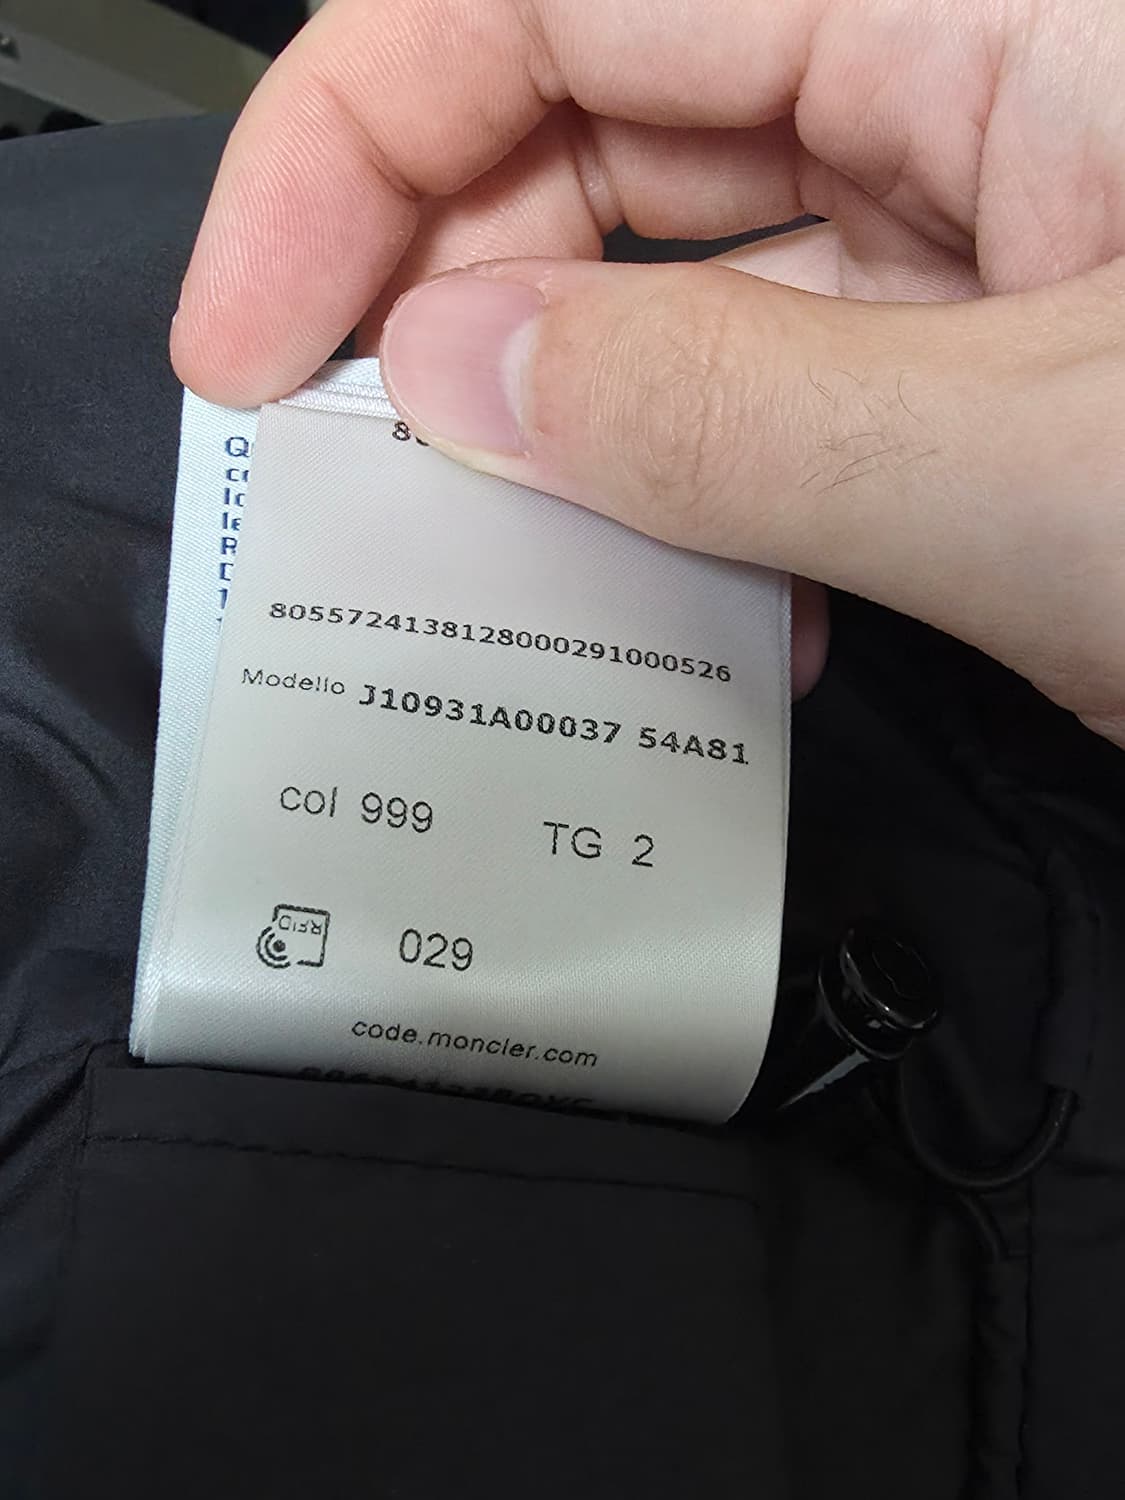 8055724138128000291000526
Modello J10931A00037 54A81
col 999 TG 2
RFID 029
code.moncler.com